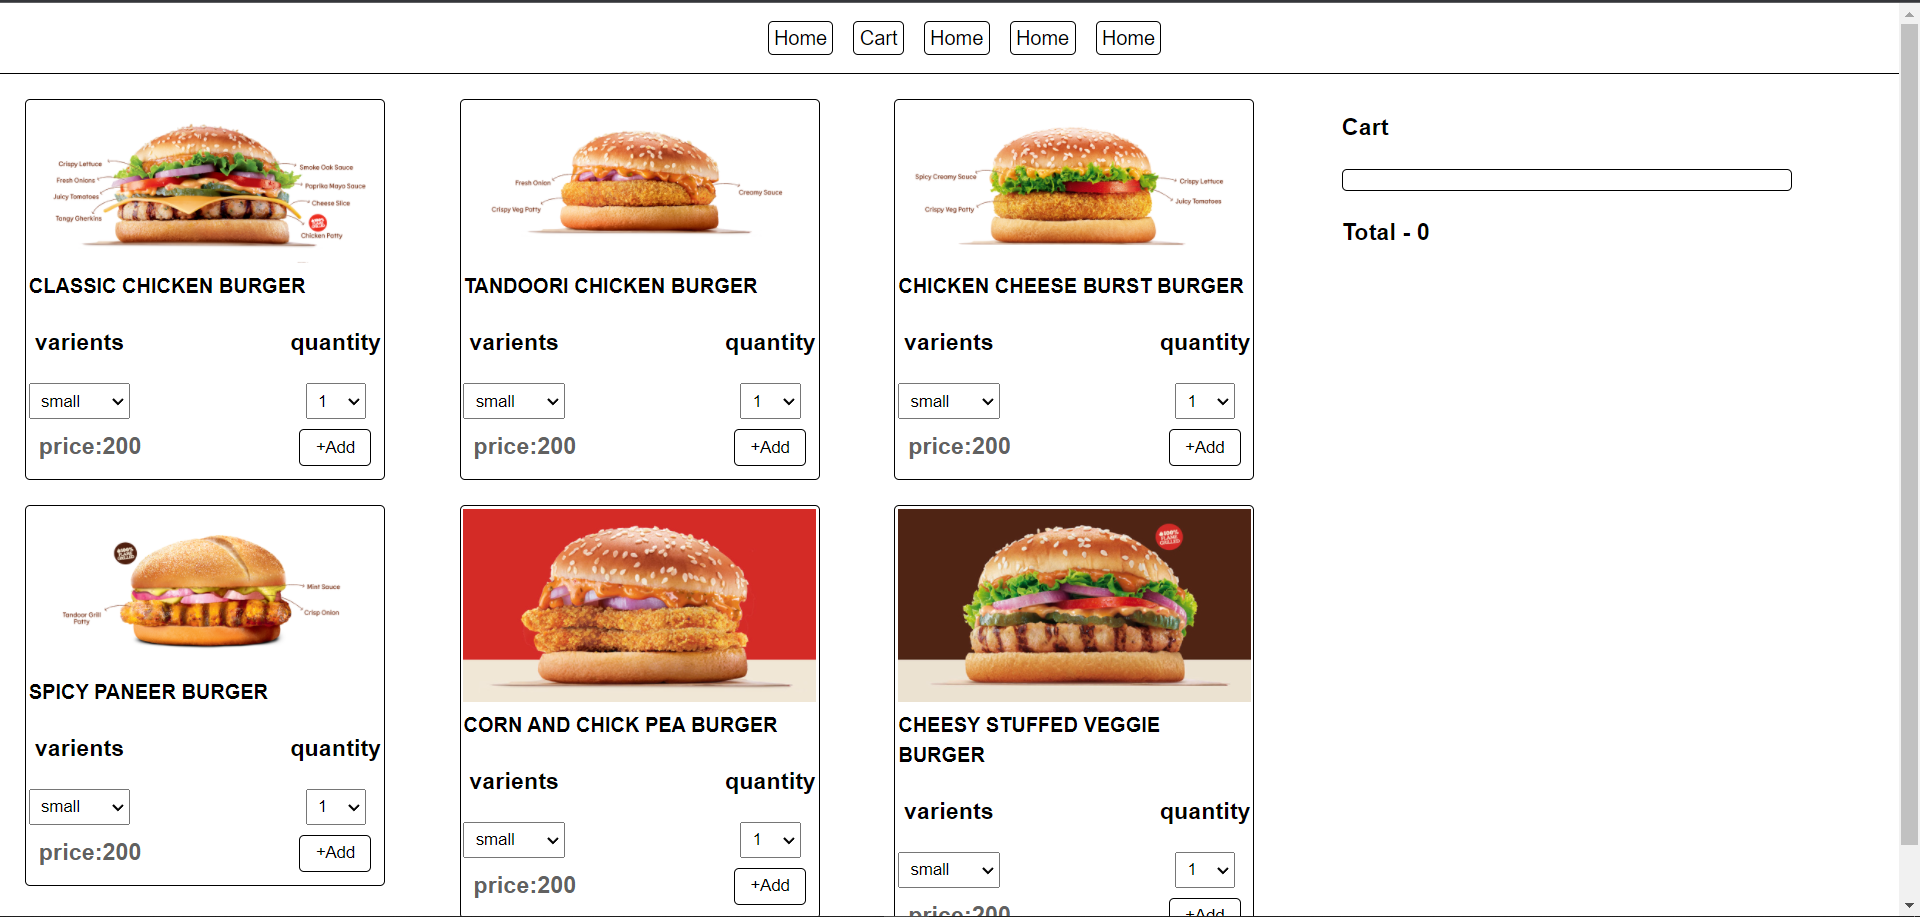 Home Cart Home Home Home
Cart
Total - 0
Crispy Lettuce
Fresh Onions
Juicy Tomatoes
Tangy Gherkins
Smoke Oak Sauce
Paprika Mayo Sauce
Cheese Slice
Chicken Patty
CLASSIC CHICKEN BURGER
varients quantity
small 1
price:200 +Add
Fresh Onion
Crispy Veg Patty
Creamy Sauce
TANDOORI CHICKEN BURGER
varients quantity
small 1
price:200 +Add
Spicy Creamy Sauce
Crispy Veg Patty
Crispy Lettuce
Juicy Tomatoes
CHICKEN CHEESE BURST BURGER
varients quantity
small 1
price:200 +Add
Tandoor Grill
Patty
Mint Sauce
Crisp Onion
SPICY PANEER BURGER
varients quantity
small 1
price:200 +Add
CORN AND CHICK PEA BURGER
varients quantity
small 1
price:200 +Add
100%
FLAME
GRILLED
CHEESY STUFFED VEGGIE
BURGER
varients quantity
small 1
price:200 +Add